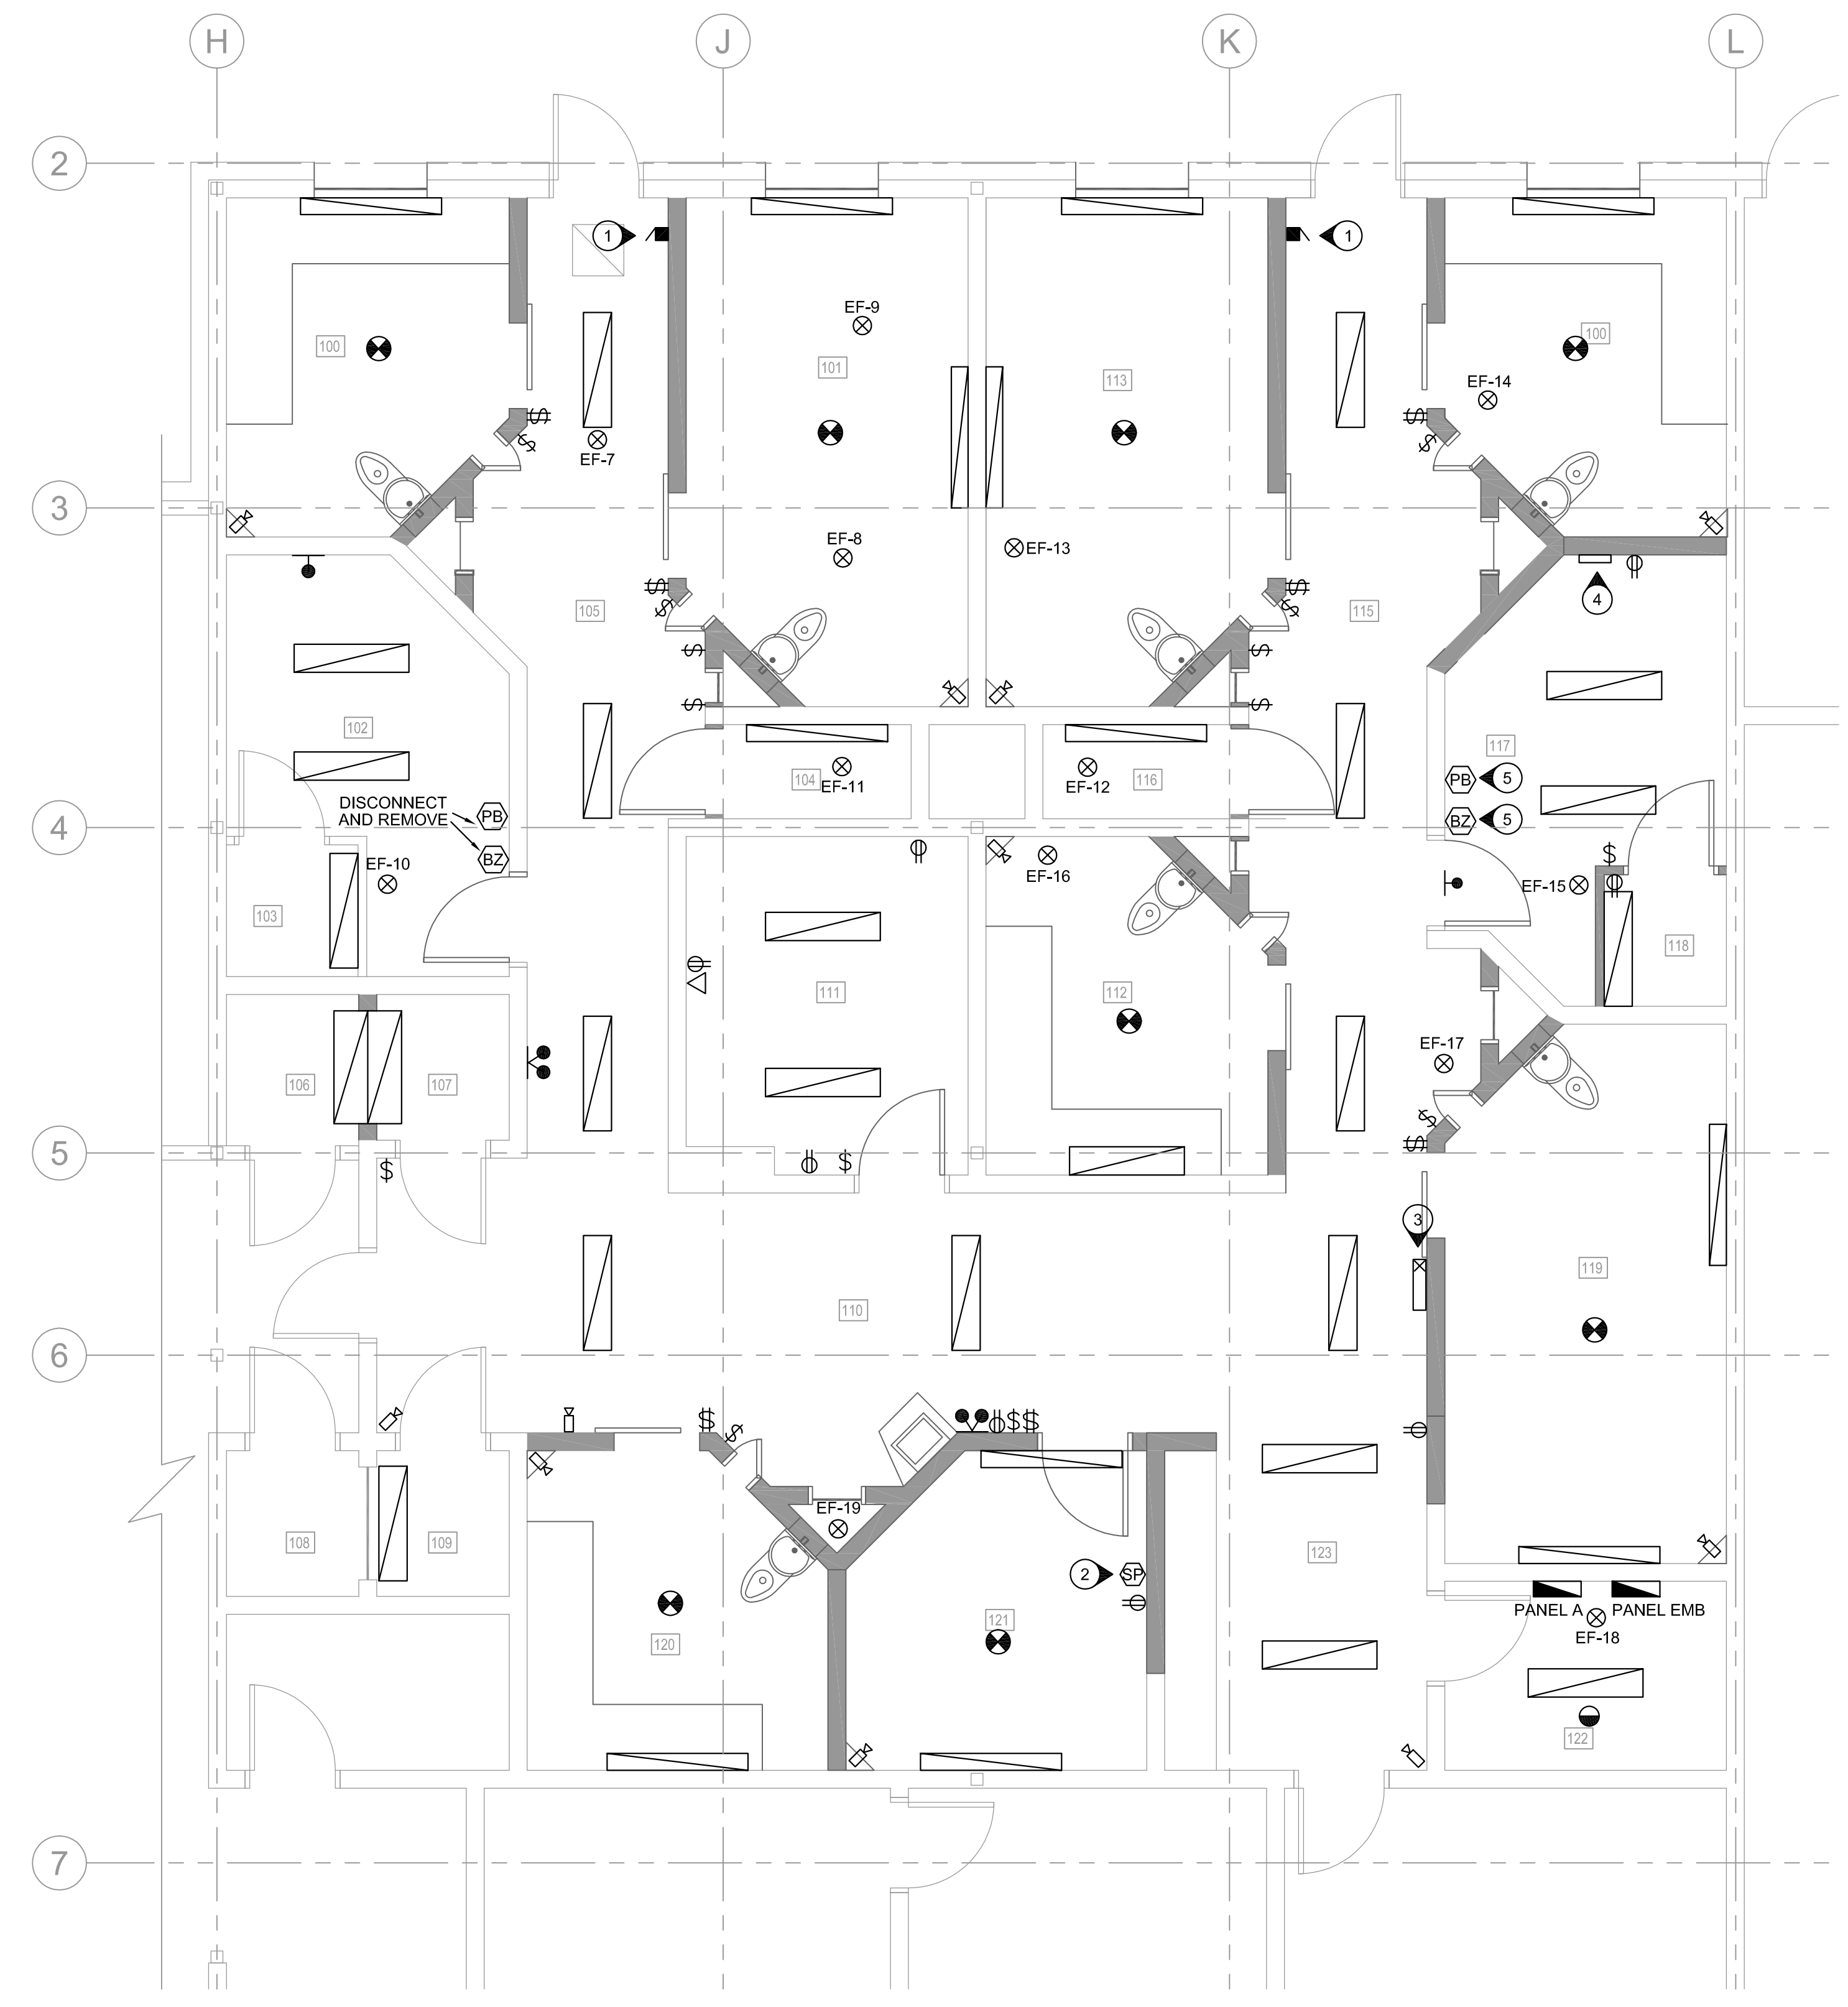 H J K L
2
1 1
EF-9
100 101 113 100
EF-14
EF-7
3
EF-8 EF-13
4
105 115
102 117
104 EF-11 EF-12 116
PB 5
DISCONNECT
AND REMOVE
PB
BZ 5
4
BZ
EF-10 EF-16 EF-15
103 118
111 112
EF-17
106 107
5
$ $ $
3
119
110
6
$ $ $ $
EF-19
108 109 123
2 SP
PANEL A PANEL EMB
EF-18
121
120
122
7